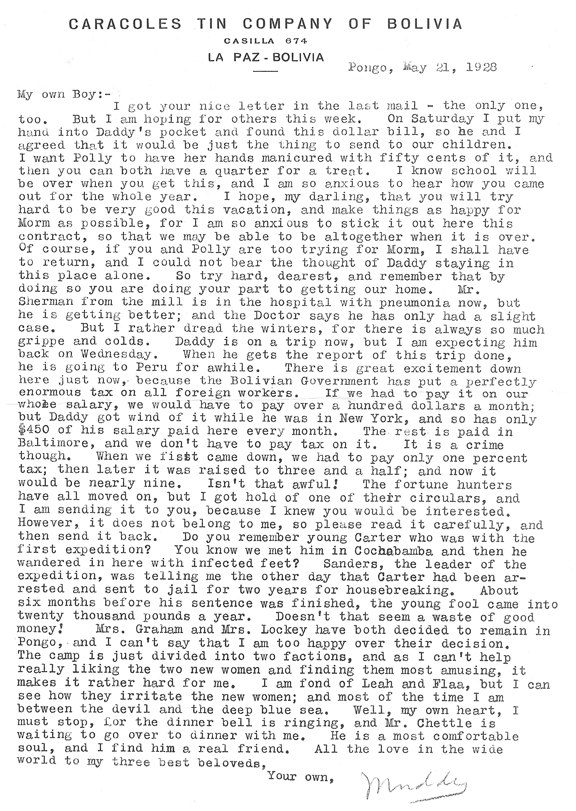 CARACOLES TIN COMPANY OF BOLIVIA
CASILLA 674
LA PAZ - BOLIVIA
Pongo, May 21, 1928
My own Boy:-
I got your nice letter in the last mail - the only one,
too. But I am hoping for others this week. On Saturday I put my
hand into Daddy's pocket and found this dollar bill, so he and I
agreed that it would be just the thing to send to our children.
I want Polly to have her hands manicured with fifty cents of it, and
then you can both have a quarter for a treat. I know school will
be over when you get this, and I am so anxious to hear how you came
out for the whole year. I hope, my darling, that you will try
hard to be very good this vacation, and make things as happy for
Morm as possible, for I am so anxious to stick it out here this
contract, so that we may be able to be altogether when it is over.
Of course, if you and Polly are too trying for Morm, I shall have
to return, and I could not bear the thought of Daddy staying in
this place alone. So try hard, dearest, and remember that by
doing so you are doing your part to getting our home. Mr.
Sherman from the mill is in the hospital with pneumonia now, but
he is getting better; and the Doctor says he has only had a slight
case. But I rather dread the winters, for there is always so much
grippe and colds. Daddy is on a trip now, but I am expecting him
back on Wednesday. When he gets the report of this trip done,
he is going to Peru for awhile. There is great excitement down
here just now, because the Bolivian Government has put a perfectly
enormous tax on all foreign workers. If we had to pay it on our
whole salary, we would have to pay over a hundred dollars a month;
but Daddy got wind of it while he was in New York, and so has only
$450 of his salary paid here every month. The rest is paid in
Baltimore, and we don't have to pay tax on it. It is a crime
though. When we fisst came down, we had to pay only one percent
tax; then later it was raised to three and a half; and now it
would be nearly nine. Isn't that awful! The fortune hunters
have all moved on, but I got hold of one of their circulars, and
I am sending it to you, because I knew you would be interested.
However, it does not belong to me, so please read it carefully, and
then send it back. Do you remember young Carter who was with the
first expedition? You know we met him in Cochabamba and then he
wandered in here with infected feet? Sanders, the leader of the
expedition, was telling me the other day that Carter had been ar-
rested and sent to jail for two years for housebreaking. About
six months before his sentence was finished, the young fool came into
twenty thousand pounds a year. Doesn't that seem a waste of good
money! Mrs. Graham and Mrs. Lockey have both decided to remain in
Pongo, and I can't say that I am too happy over their decision.
The camp is just divided into two factions, and as I can't help
really liking the two new women and finding them most amusing, it
makes it rather hard for me. I am fond of Leah and Flaa, but I can
see how they irritate the new women; and most of the time I am
between the devil and the deep blue sea. Well, my own heart, I
must stop, for the dinner bell is ringing, and Mr. Chettle is
waiting to go over to dinner with me. He is a most comfortable
soul, and I find him a real friend. All the love in the wide
world to my three best beloveds,
Your own,
Muddy